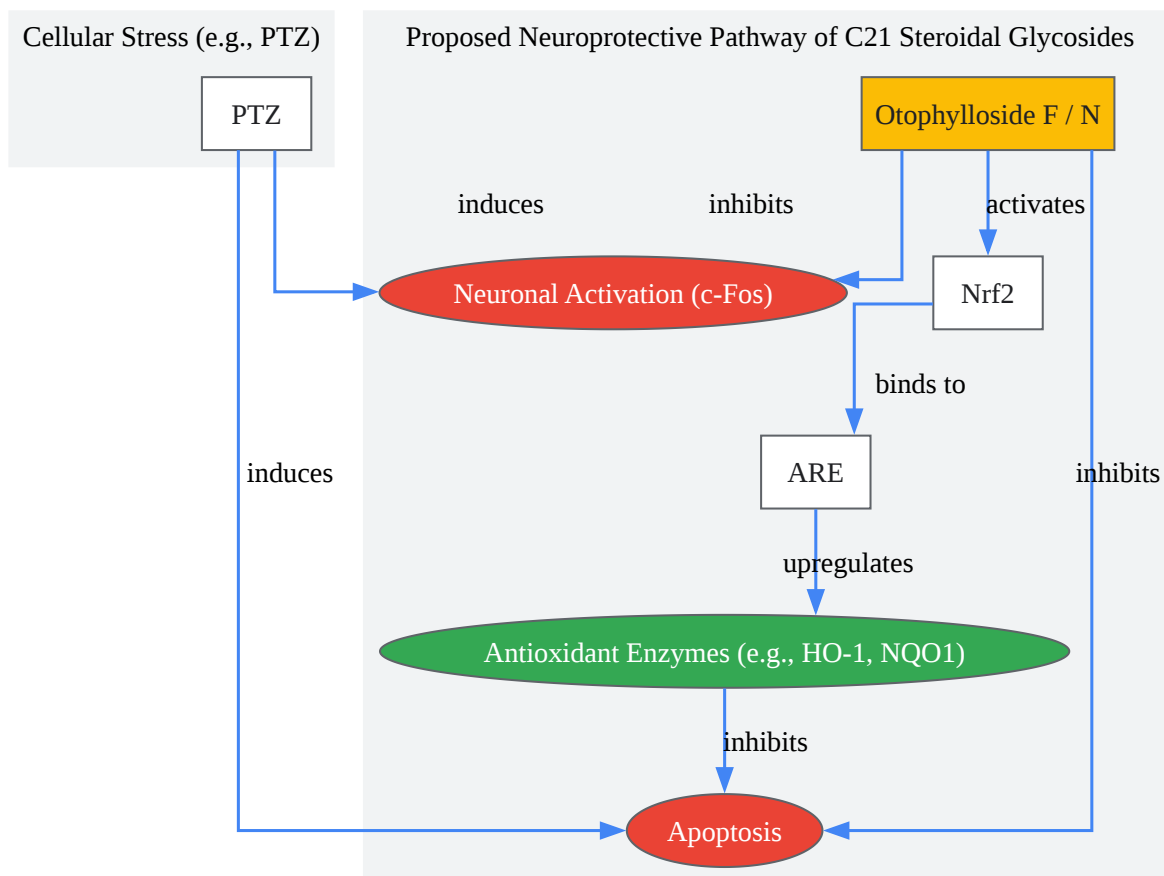 Cellular Stress (e.g., PTZ)
Proposed Neuroprotective Pathway of C21 Steroidal Glycosides
PTZ
Otophylloside F / N
induces
inhibits
activates
Neuronal Activation (c-Fos)
Nrf2
binds to
induces
ARE
inhibits
upregulates
Antioxidant Enzymes (e.g., HO-1, NQO1)
inhibits
Apoptosis